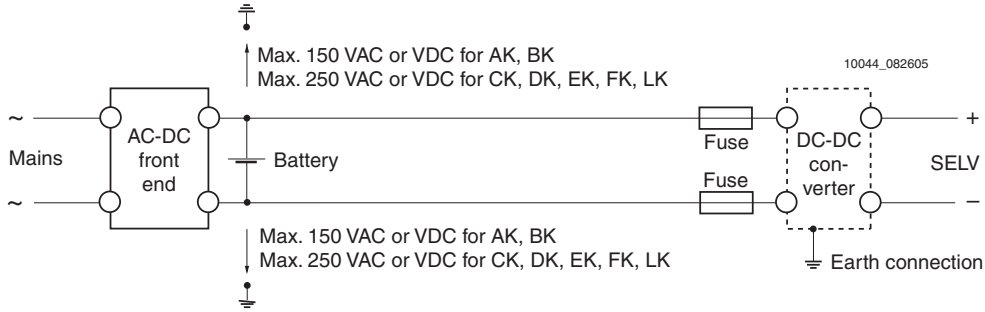 Max. 150 VAC or VDC for AK, BK
Max. 250 VAC or VDC for CK, DK, EK, FK, LK
10044_082605
~
Mains
~
AC-DC
front
end
Battery
Fuse
Fuse
DC-DC
con-
verter
+
SELV
–
Max. 150 VAC or VDC for AK, BK
Max. 250 VAC or VDC for CK, DK, EK, FK, LK
Earth connection